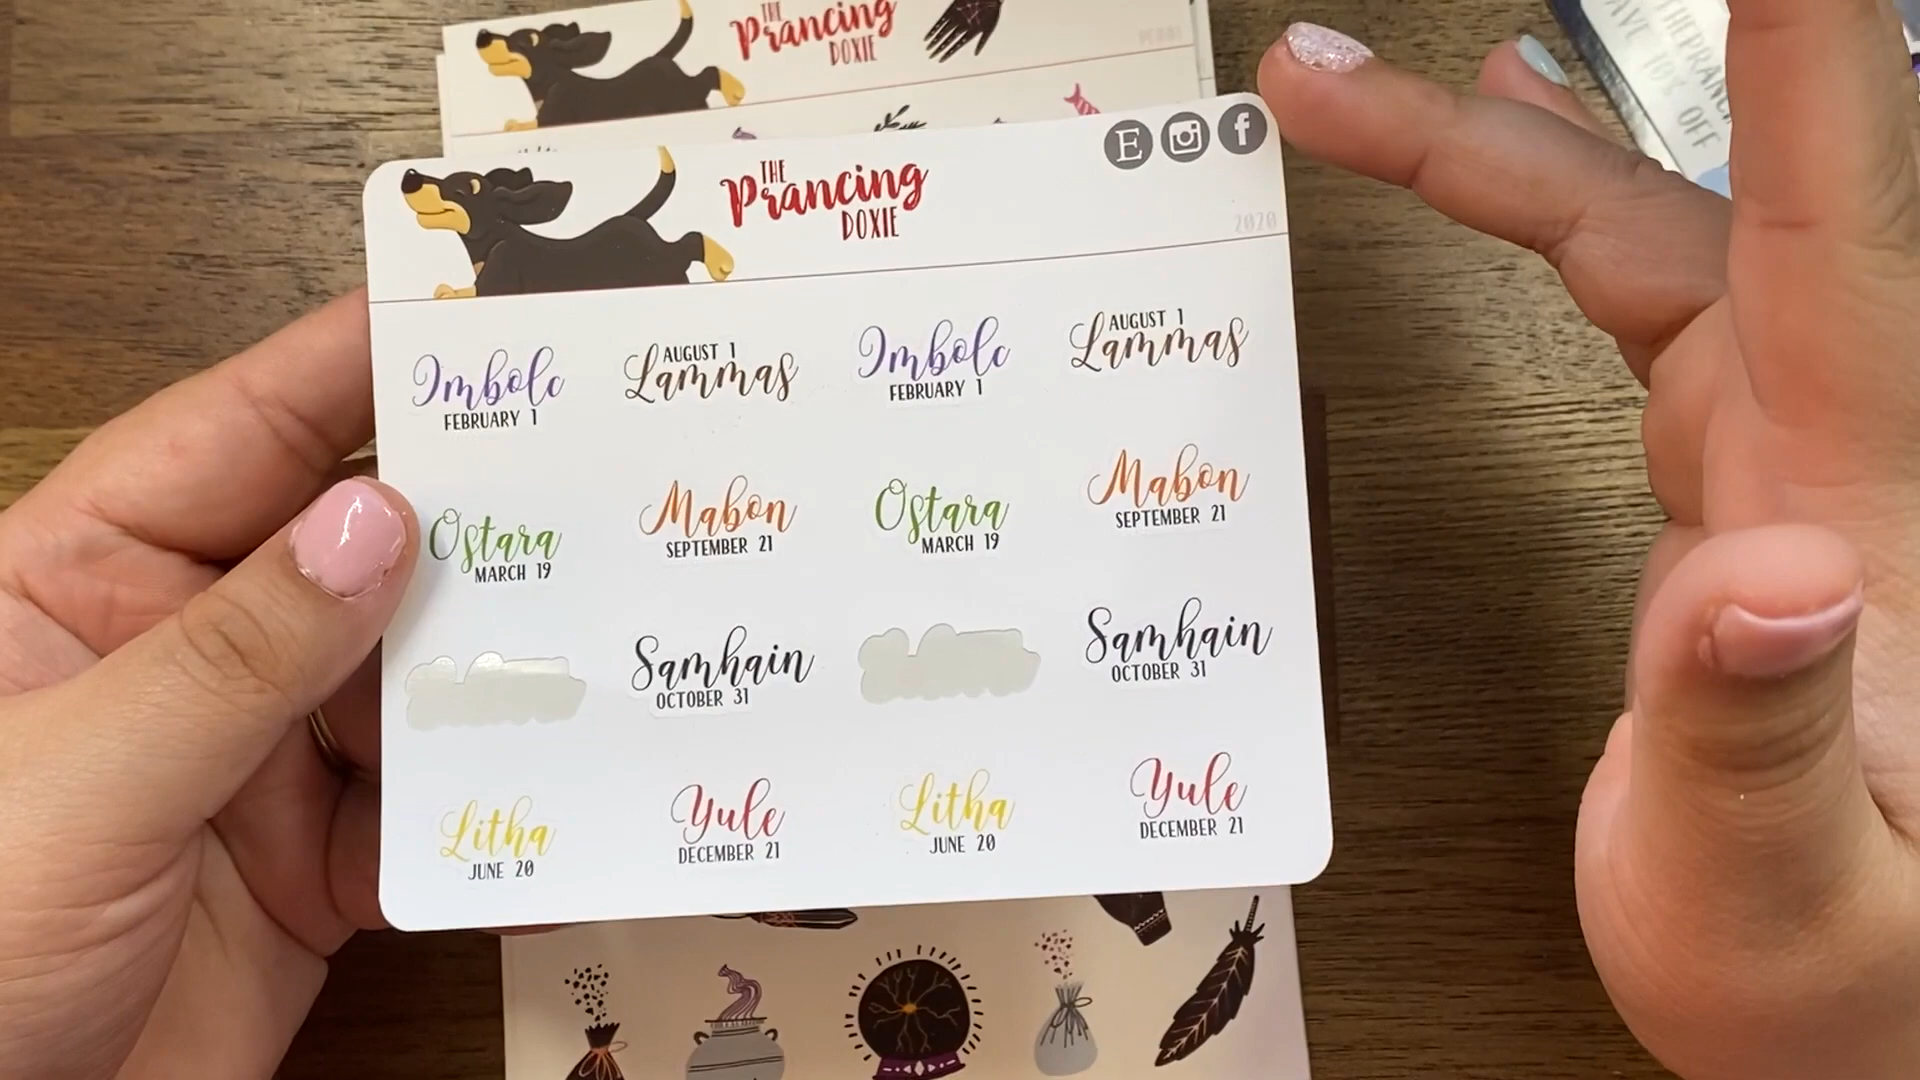 THE
Prancing
DOXIE
THE
Prancing
DOXIE
E
f
2020
Imbolc
FEBRUARY 1
AUGUST 1
Lammas
Imbolc
FEBRUARY 1
AUGUST 1
Lammas
Ostara
MARCH 19
Mabon
SEPTEMBER 21
Ostara
MARCH 19
Mabon
SEPTEMBER 21
Samhain
OCTOBER 31
Samhain
OCTOBER 31
Litha
JUNE 20
Yule
DECEMBER 21
Litha
JUNE 20
Yule
DECEMBER 21
10% OFF